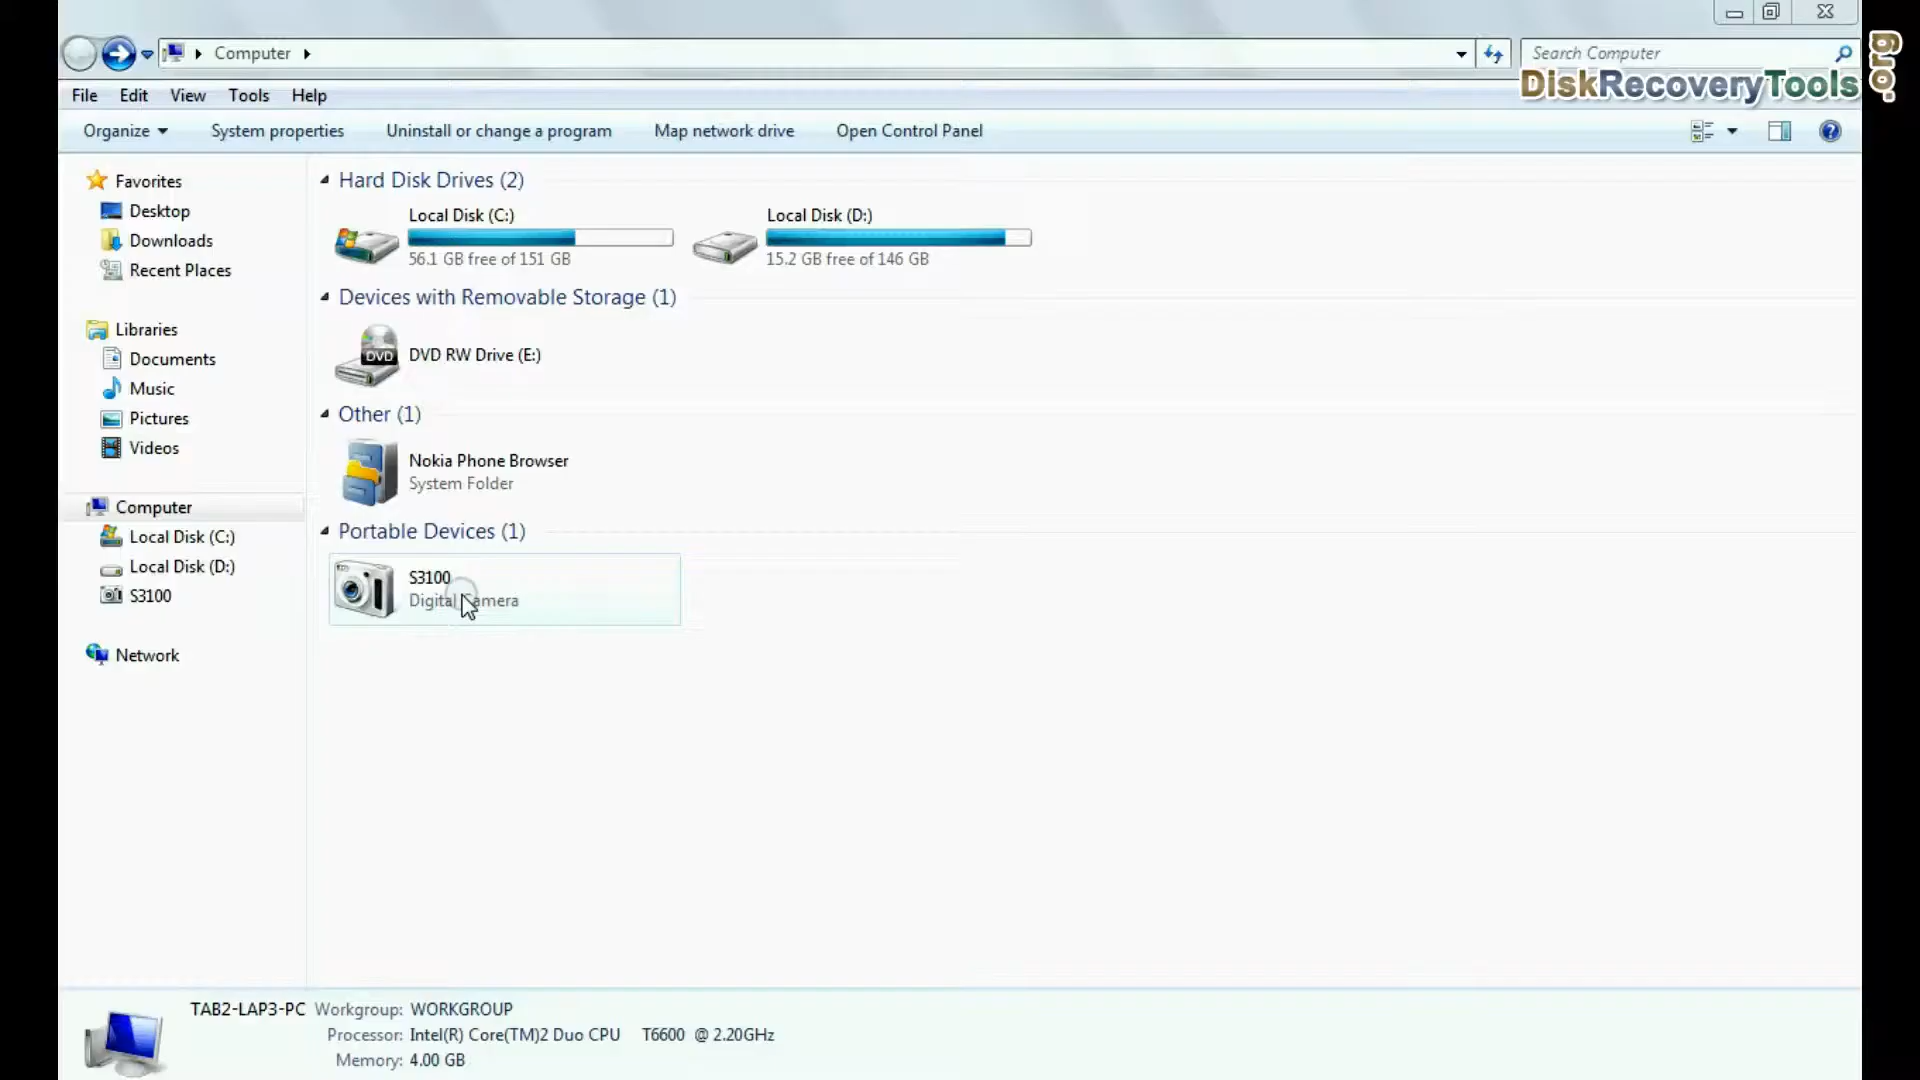 Computer
Search Computer
DiskRecoveryTools
.org
File Edit View Tools Help
Organize System properties Uninstall or change a program Map network drive Open Control Panel
Favorites
Desktop
Downloads
Recent Places
Libraries
Documents
Music
Pictures
Videos
Computer
Local Disk (C:)
Local Disk (D:)
S3100
Network
Hard Disk Drives (2)
Local Disk (C:)
56.1 GB free of 151 GB
Local Disk (D:)
15.2 GB free of 146 GB
Devices with Removable Storage (1)
DVD
DVD RW Drive (E:)
Other (1)
Nokia Phone Browser
System Folder
Portable Devices (1)
S3100
Digital Camera
TAB2-LAP3-PC Workgroup: WORKGROUP
Processor: Intel(R) Core(TM)2 Duo CPU T6600 @ 2.20GHz
Memory: 4.00 GB